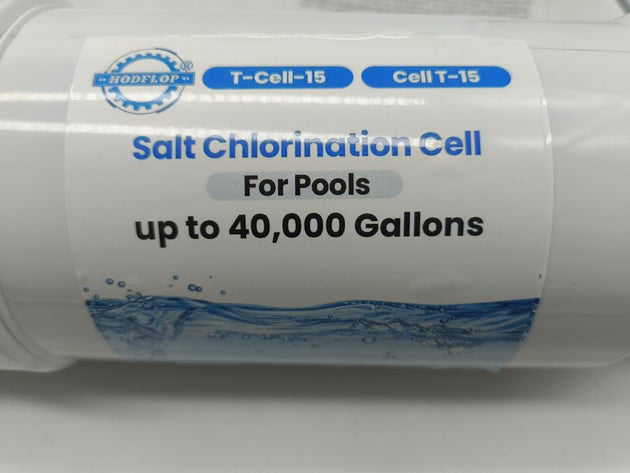 HODFLOP ®
T-Cell-15 Cell T-15
Salt Chlorination Cell
For Pools
up to 40,000 Gallons